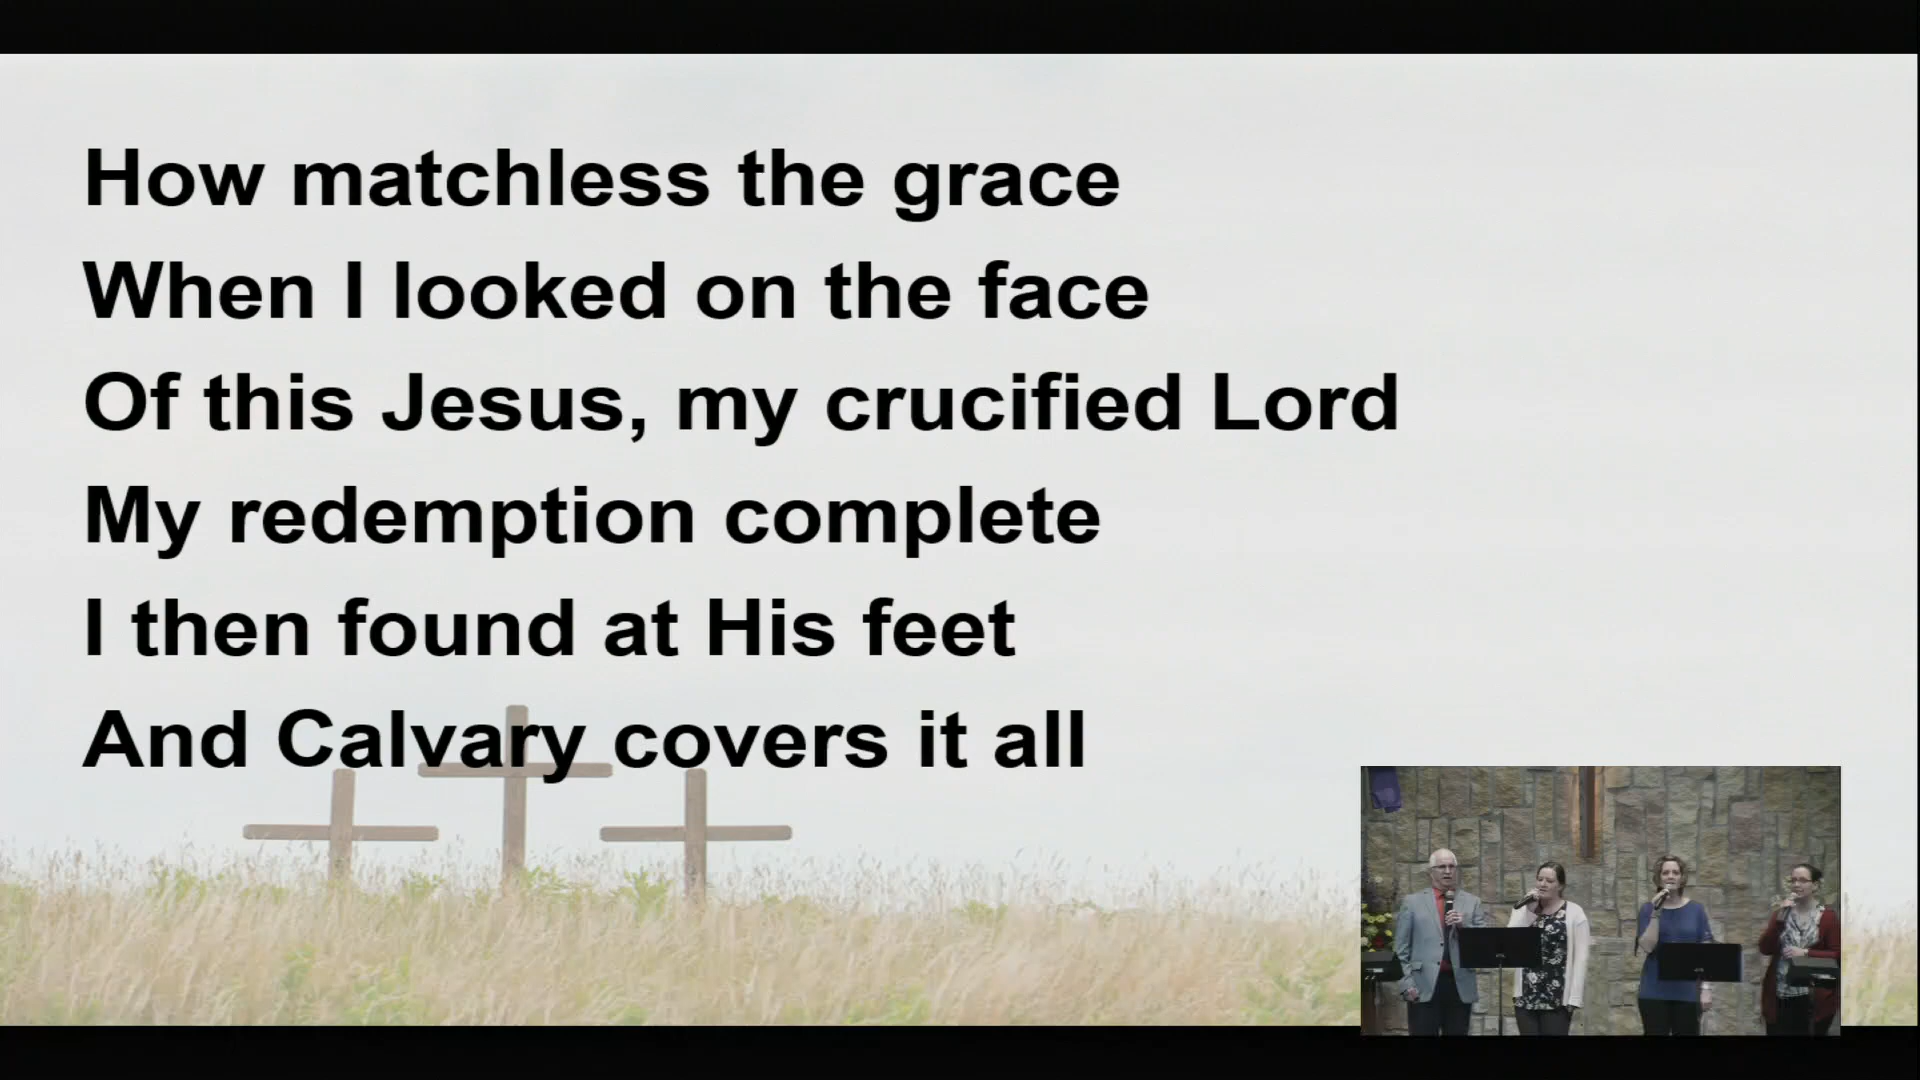 How matchless the grace
When I looked on the face
Of this Jesus, my crucified Lord
My redemption complete
I then found at His feet
And Calvary covers it all